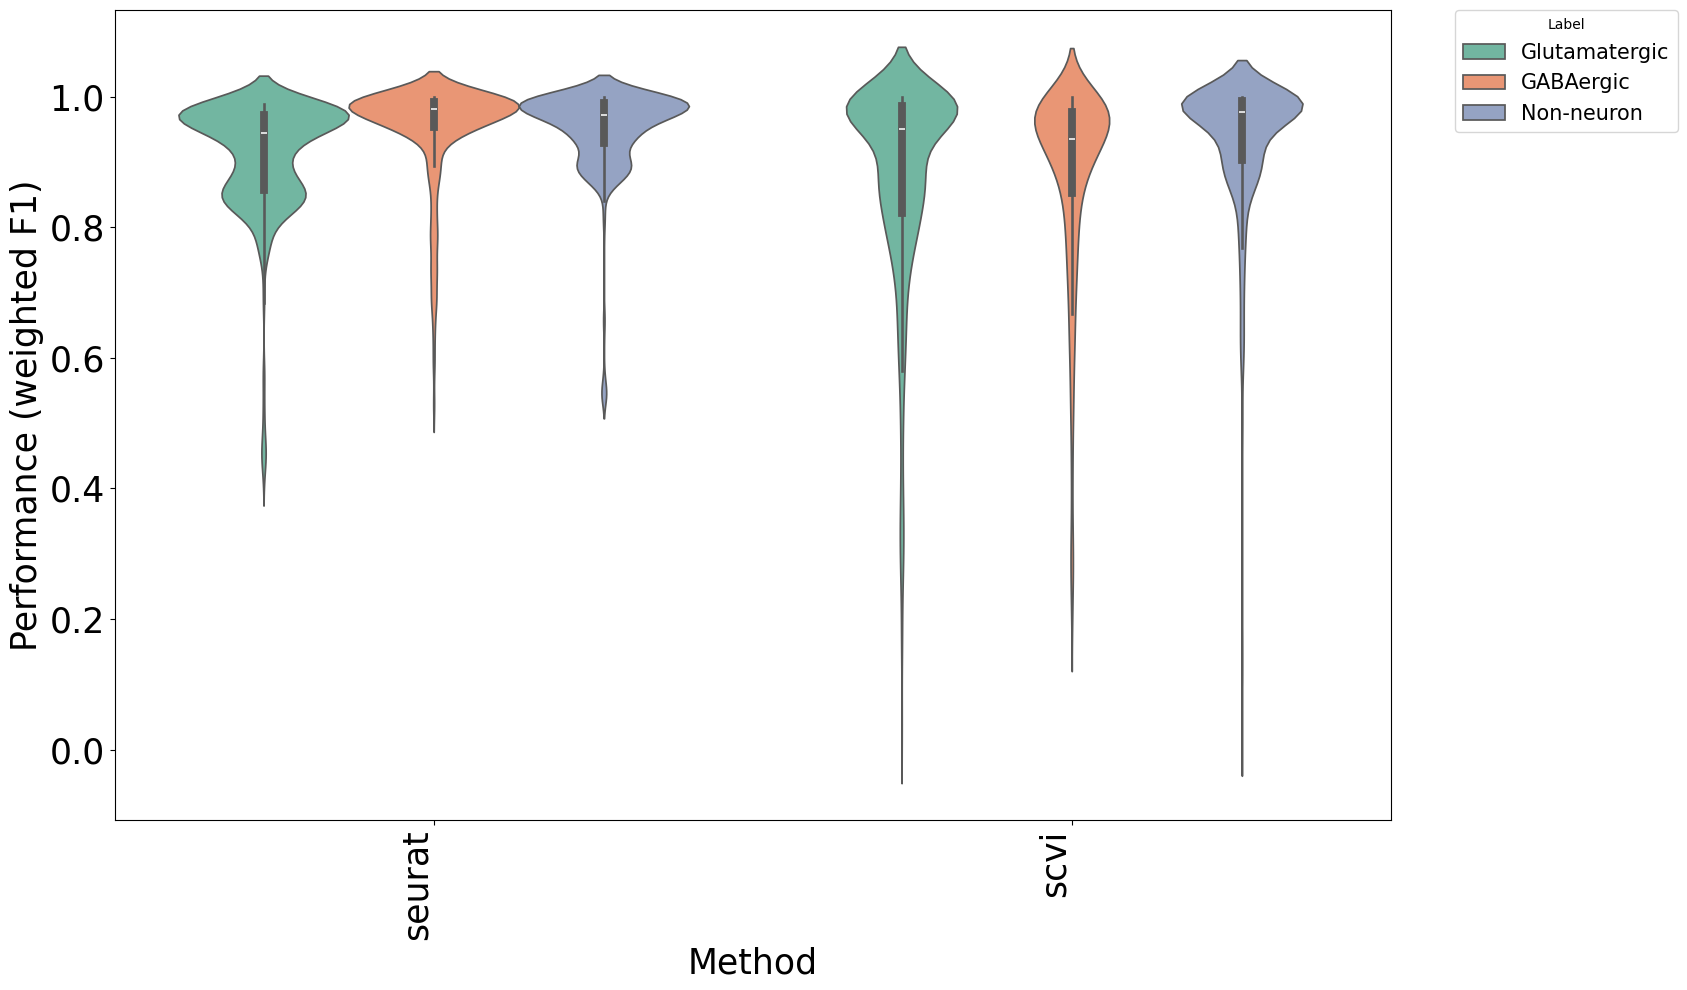 Performance (weighted F1)
1.0
0.8
0.6
0.4
0.2
0.0
seurat
scvi
Method
Label
Glutamatergic
GABAergic
Non-neuron